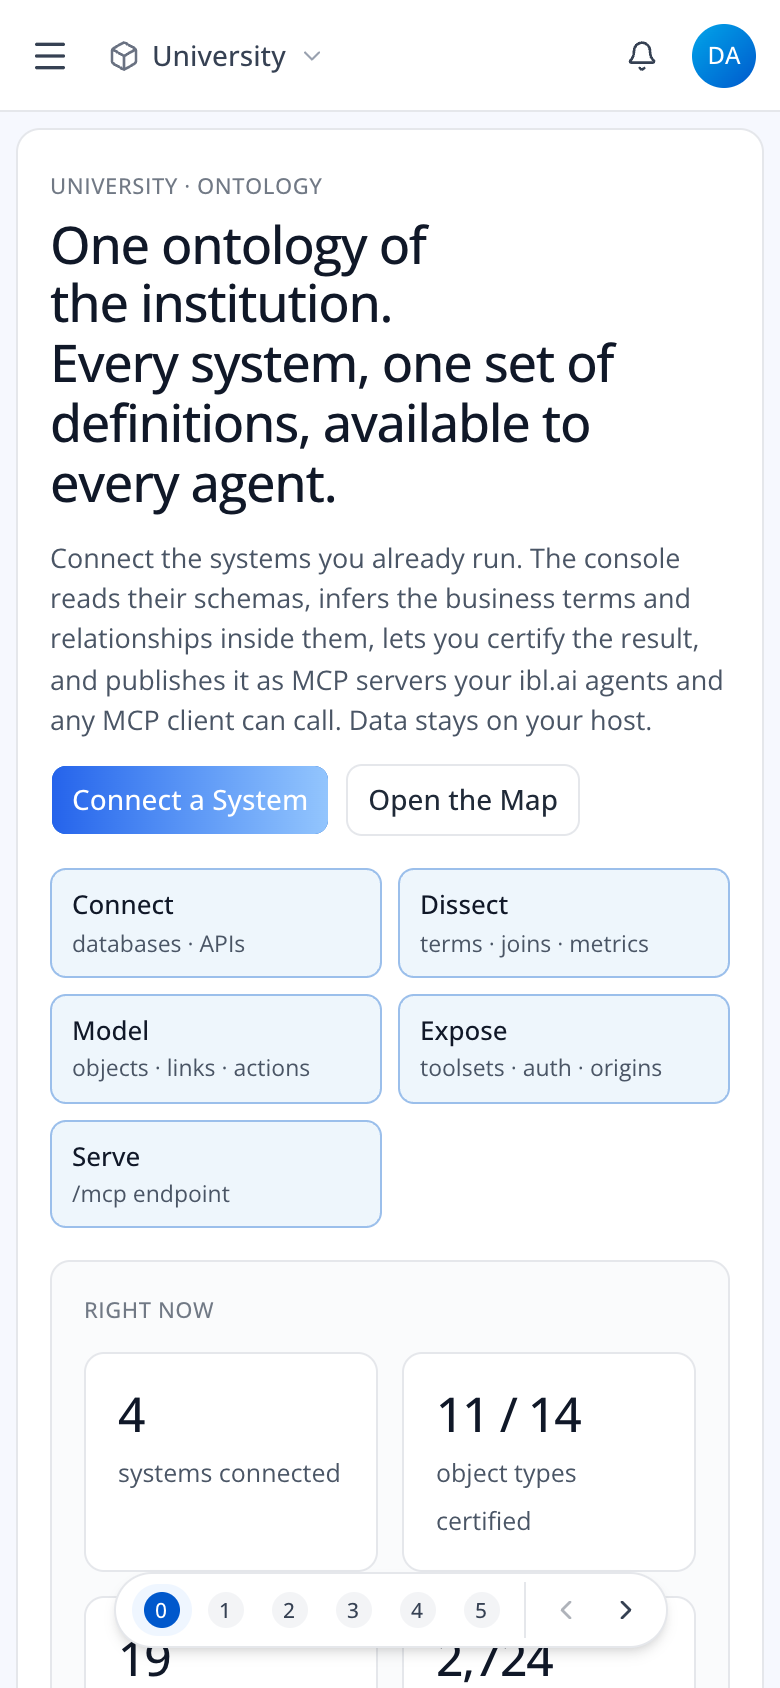 University
DA
UNIVERSITY · ONTOLOGY
One ontology of
the institution.
Every system, one set of
definitions, available to
every agent.
Connect the systems you already run. The console
reads their schemas, infers the business terms and
relationships inside them, lets you certify the result,
and publishes it as MCP servers your ibl.ai agents and
any MCP client can call. Data stays on your host.
Connect a System
Open the Map
Connect
databases · APIs
Dissect
terms · joins · metrics
Model
objects · links · actions
Expose
toolsets · auth · origins
Serve
/mcp endpoint
RIGHT NOW
4
systems connected
11 / 14
object types
certified
0 1 2 3 4 5
19
2,724